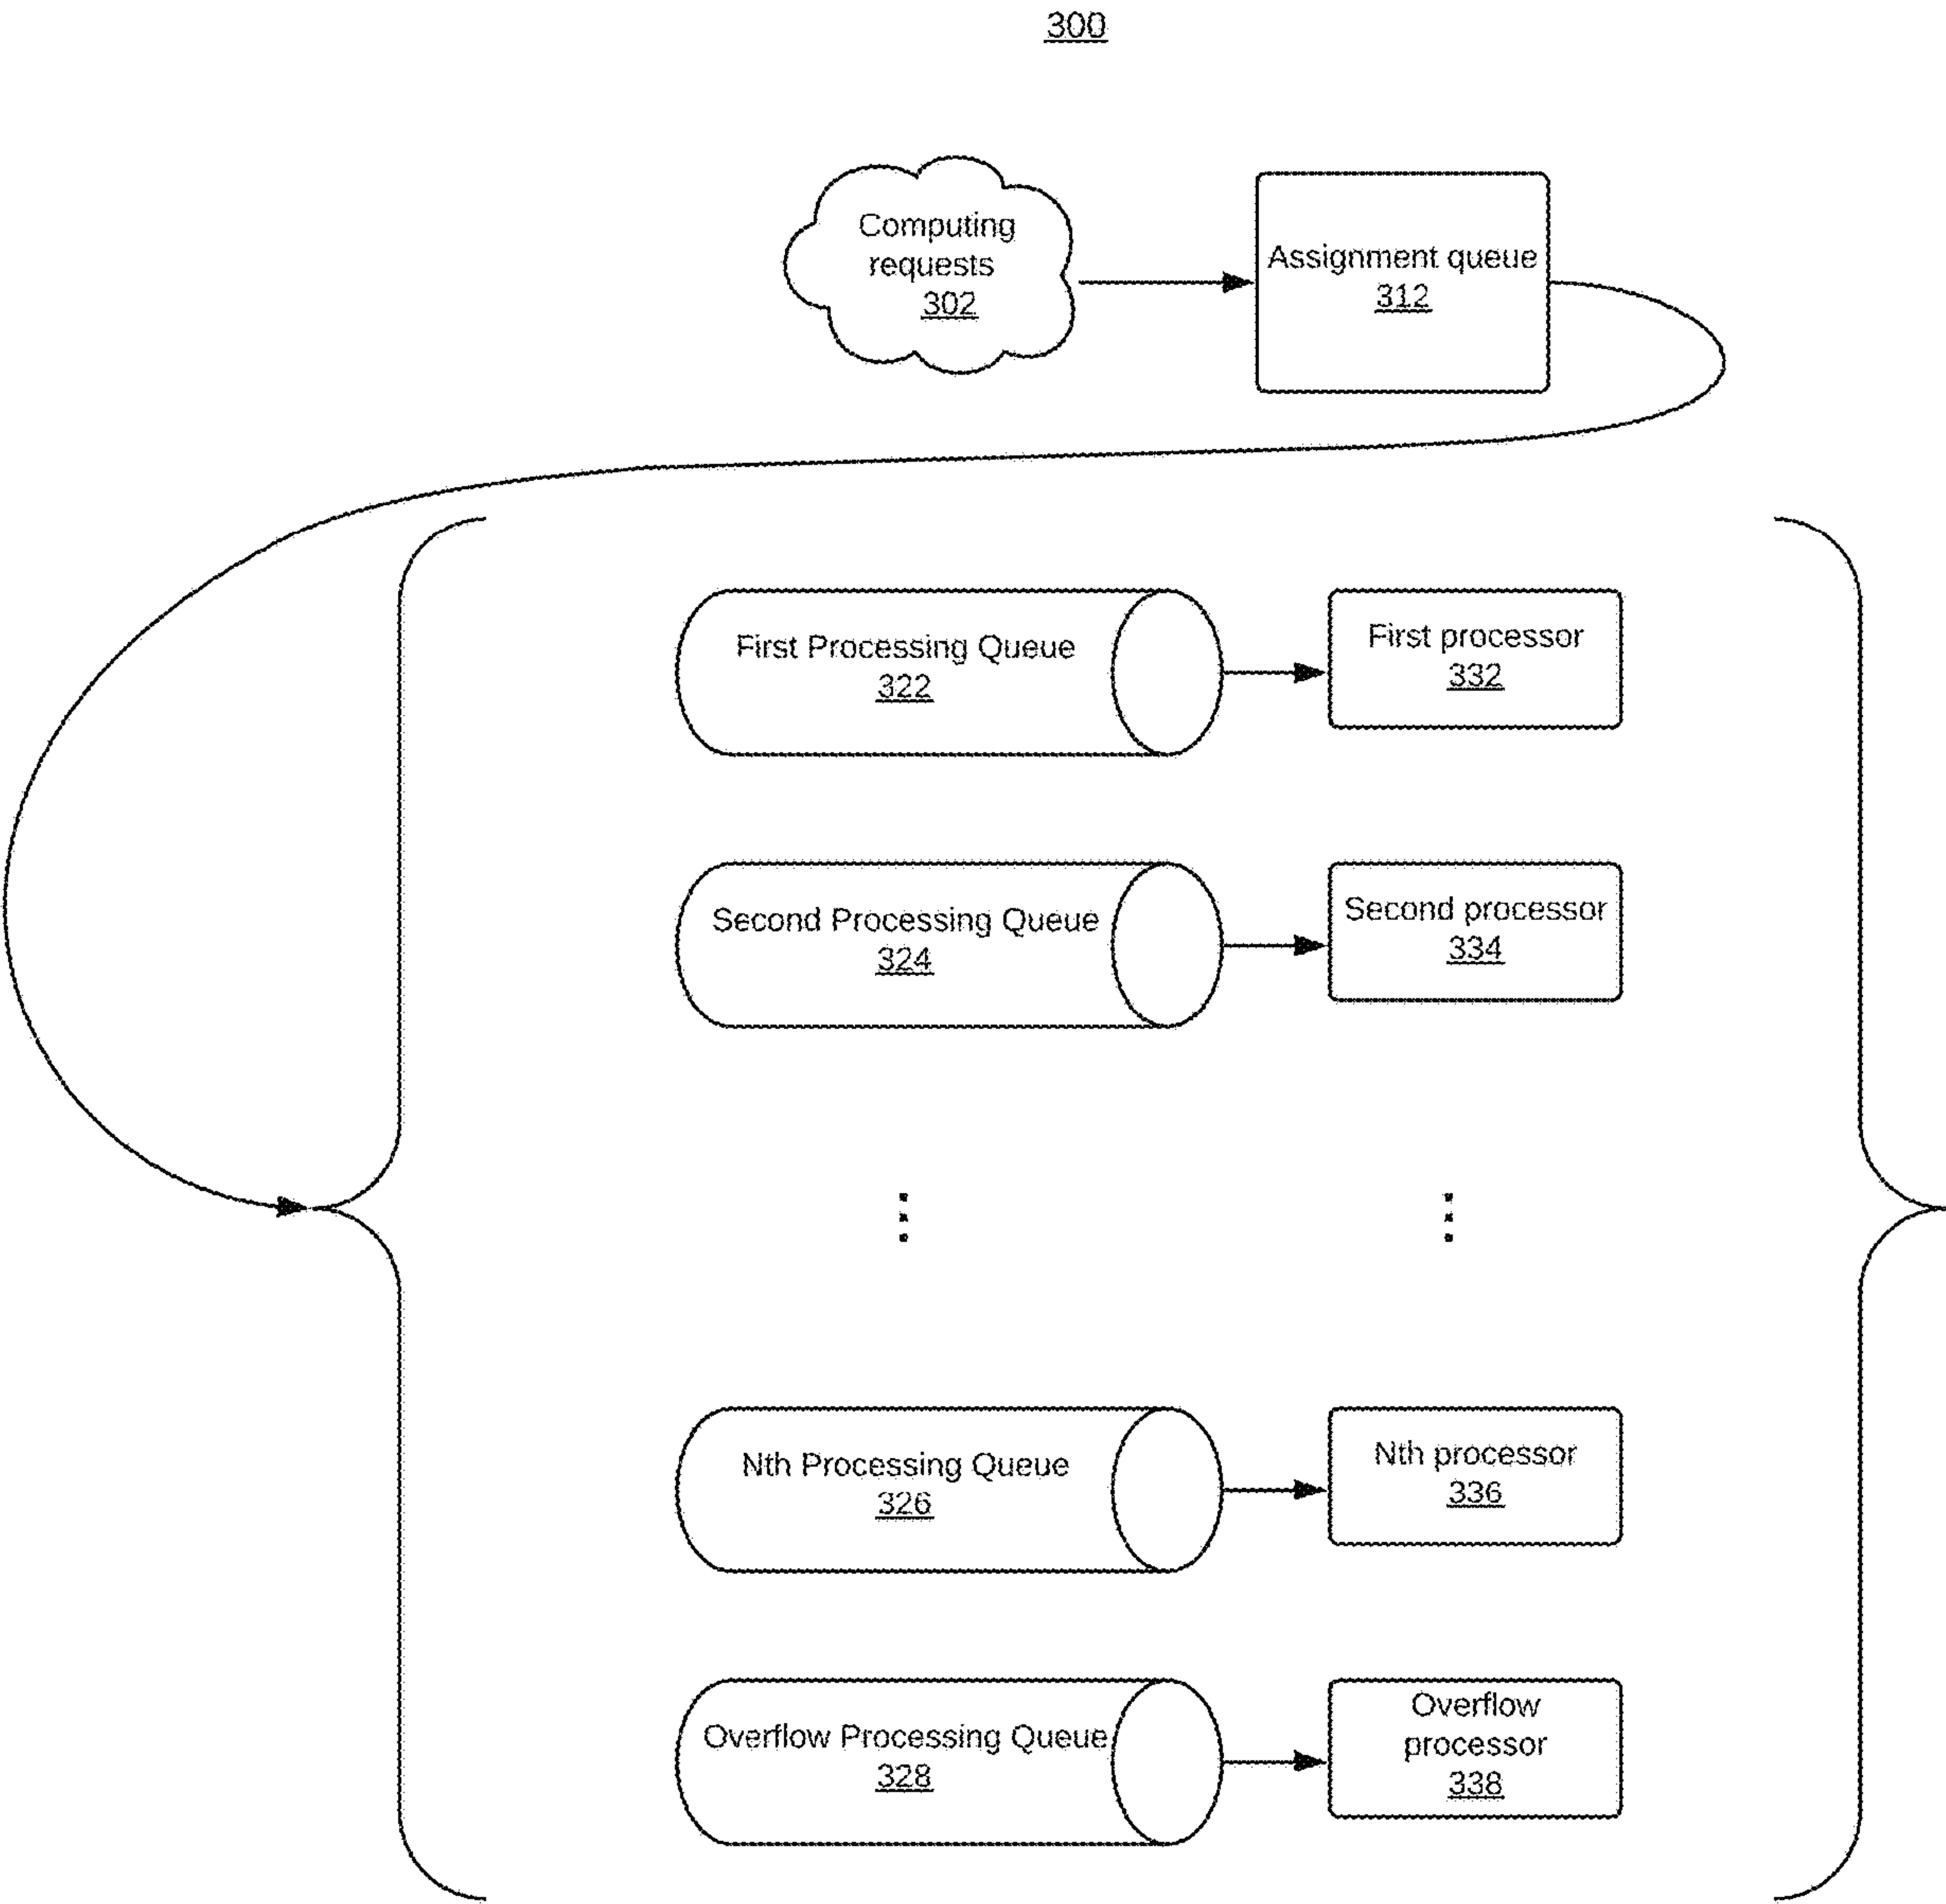 300
Computing
requests
302
Assignment queue
312
First Processing Queue
322
First processor
332
Second Processing Queue
324
Second processor
334
Nth Processing Queue
326
Nth processor
336
Overflow Processing Queue
328
Overflow
processor
338